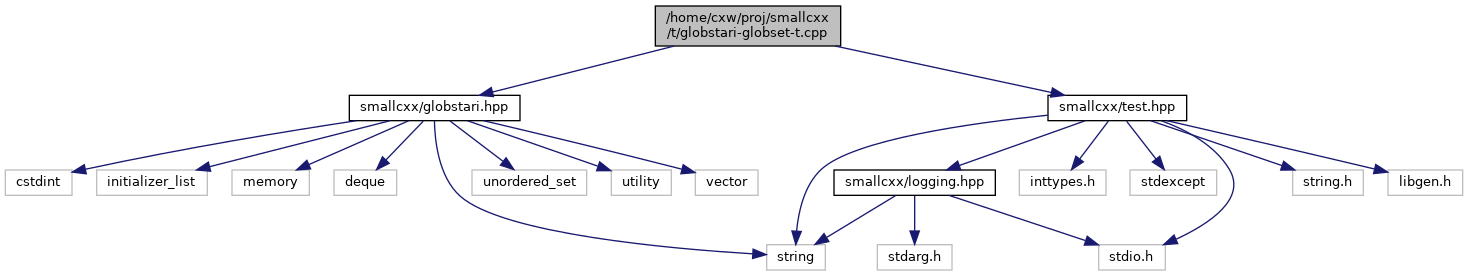 /home/cxw/proj/smallcxx
/t/globstari-globset-t.cpp
smallcxx/globstari.hpp
smallcxx/test.hpp
cstdint
initializer_list
memory
deque
unordered_set
utility
vector
smallcxx/logging.hpp
inttypes.h
stdexcept
string.h
libgen.h
string
stdarg.h
stdio.h